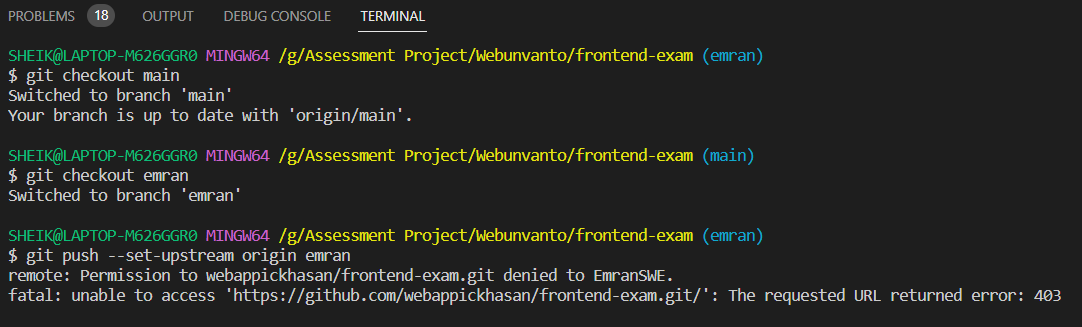 PROBLEMS 18 OUTPUT DEBUG CONSOLE TERMINAL
SHEIK@LAPTOP-M626GGR0 MINGW64 /g/Assessment Project/Webunvanto/frontend-exam (emran)
$ git checkout main
Switched to branch 'main'
Your branch is up to date with 'origin/main'.
SHEIK@LAPTOP-M626GGR0 MINGW64 /g/Assessment Project/Webunvanto/frontend-exam (main)
$ git checkout emran
Switched to branch 'emran'
SHEIK@LAPTOP-M626GGR0 MINGW64 /g/Assessment Project/Webunvanto/frontend-exam (emran)
$ git push --set-upstream origin emran
remote: Permission to webappickhasan/frontend-exam.git denied to EmranSWE.
fatal: unable to access 'https://github.com/webappickhasan/frontend-exam.git/': The requested URL returned error: 403